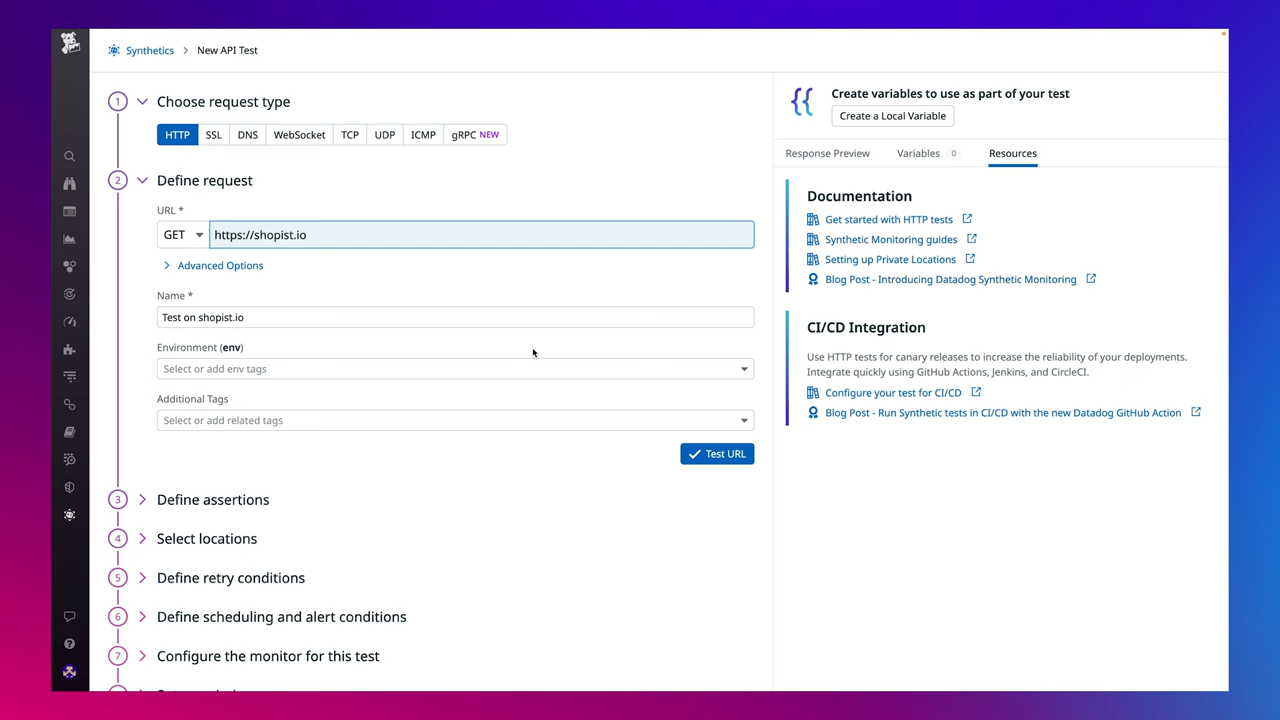 Synthetics > New API Test
1 Choose request type
HTTP SSL DNS WebSocket TCP UDP ICMP gRPC NEW
2 Define request
URL *
GET https://shopist.io
Advanced Options
Name *
Test on shopist.io
Environment (env)
Select or add env tags
Additional Tags
Select or add related tags
Test URL
3 Define assertions
4 Select locations
5 Define retry conditions
6 Define scheduling and alert conditions
7 Configure the monitor for this test
Create variables to use as part of your test
Create a Local Variable
Response Preview Variables 0 Resources
Documentation
Get started with HTTP tests
Synthetic Monitoring guides
Setting up Private Locations
Blog Post - Introducing Datadog Synthetic Monitoring
CI/CD Integration
Use HTTP tests for canary releases to increase the reliability of your deployments.
Integrate quickly using GitHub Actions, Jenkins, and CircleCI.
Configure your test for CI/CD
Blog Post - Run Synthetic tests in CI/CD with the new Datadog GitHub Action